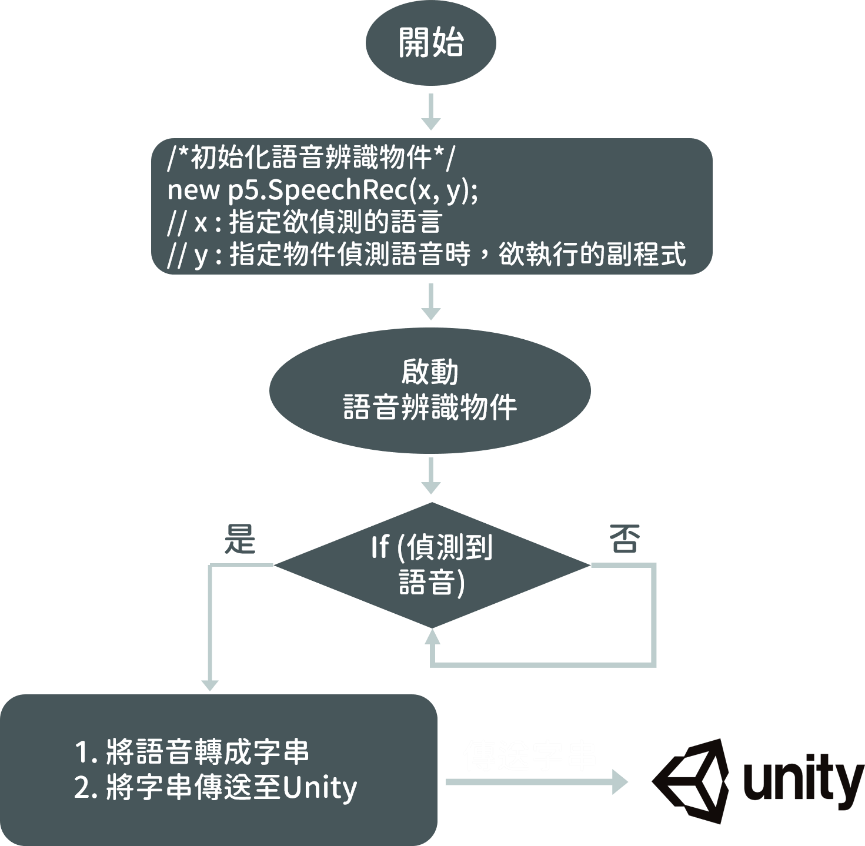 開始
/*初始化語音辨識物件*/
new p5.SpeechRec(x, y);
// x : 指定欲偵測的語言
// y : 指定物件偵測語音時，欲執行的副程式
啟動
語音辨識物件
是
If (偵測到
語音)
否
1. 將語音轉成字串
2. 將字串傳送至Unity
unity